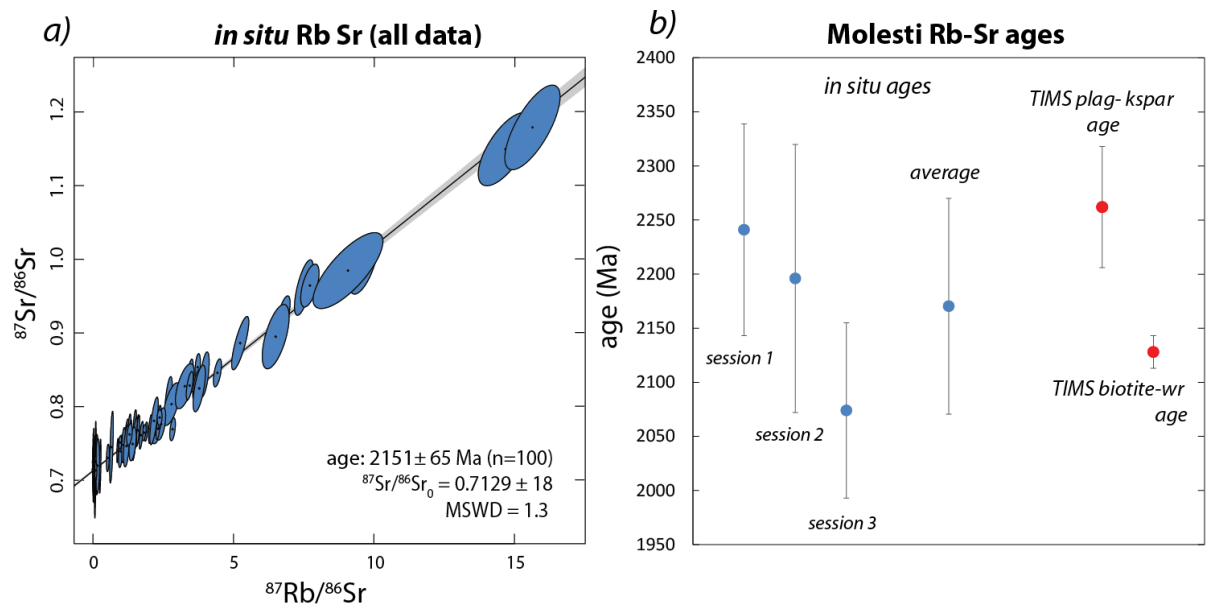 a)
in situ Rb Sr (all data)
⁸⁷Sr/⁸⁶Sr
1.2
1.1
1.0
0.9
0.8
0.7
age: 2151± 65 Ma (n=100)
⁸⁷Sr/⁸⁶Sr₀ = 0.7129 ± 18
MSWD = 1.3
0
5
10
15
⁸⁷Rb/⁸⁶Sr
b)
Molesti Rb-Sr ages
age (Ma)
2400
2350
2300
2250
2200
2150
2100
2050
2000
1950
in situ ages
TIMS plag- kspar
age
average
session 1
session 2
session 3
TIMS biotite-wr
age